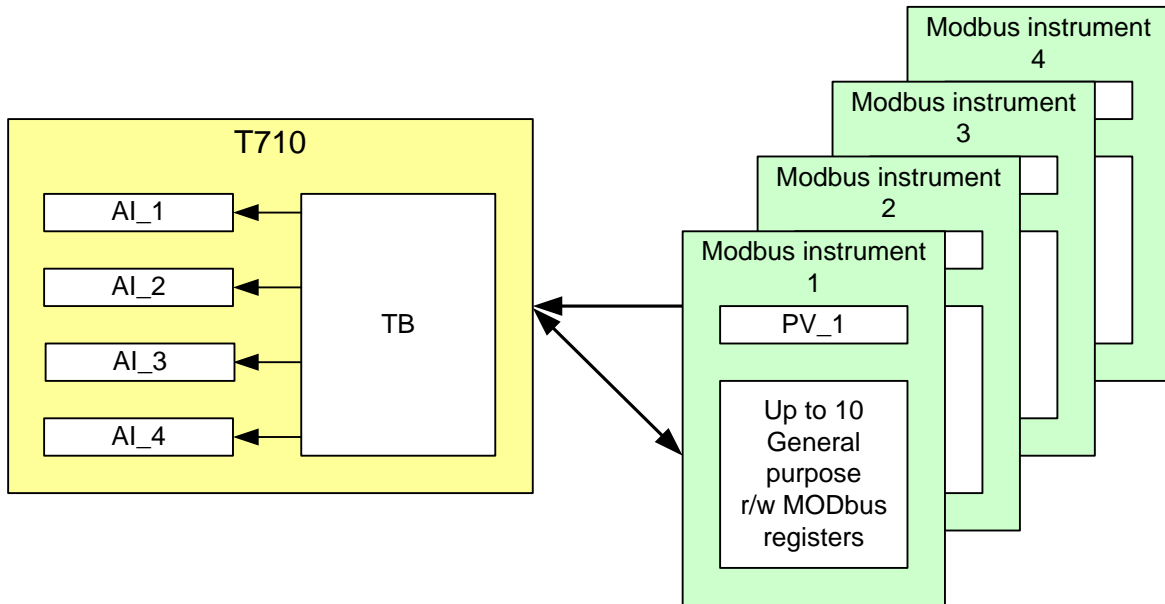 T710
AI_1
AI_2
AI_3
AI_4
TB
Modbus instrument
4
Modbus instrument
3
Modbus instrument
2
Modbus instrument
1
PV_1
Up to 10
General
purpose
r/w MODbus
registers